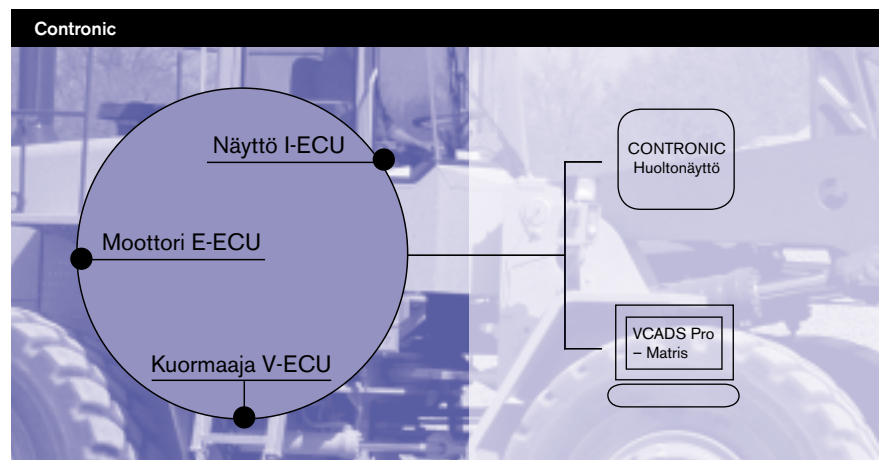 Contronic
Näyttö I-ECU
Moottori E-ECU
Kuormaaja V-ECU
CONTRONIC
Huoltonäyttö
VCADS Pro
– Matris